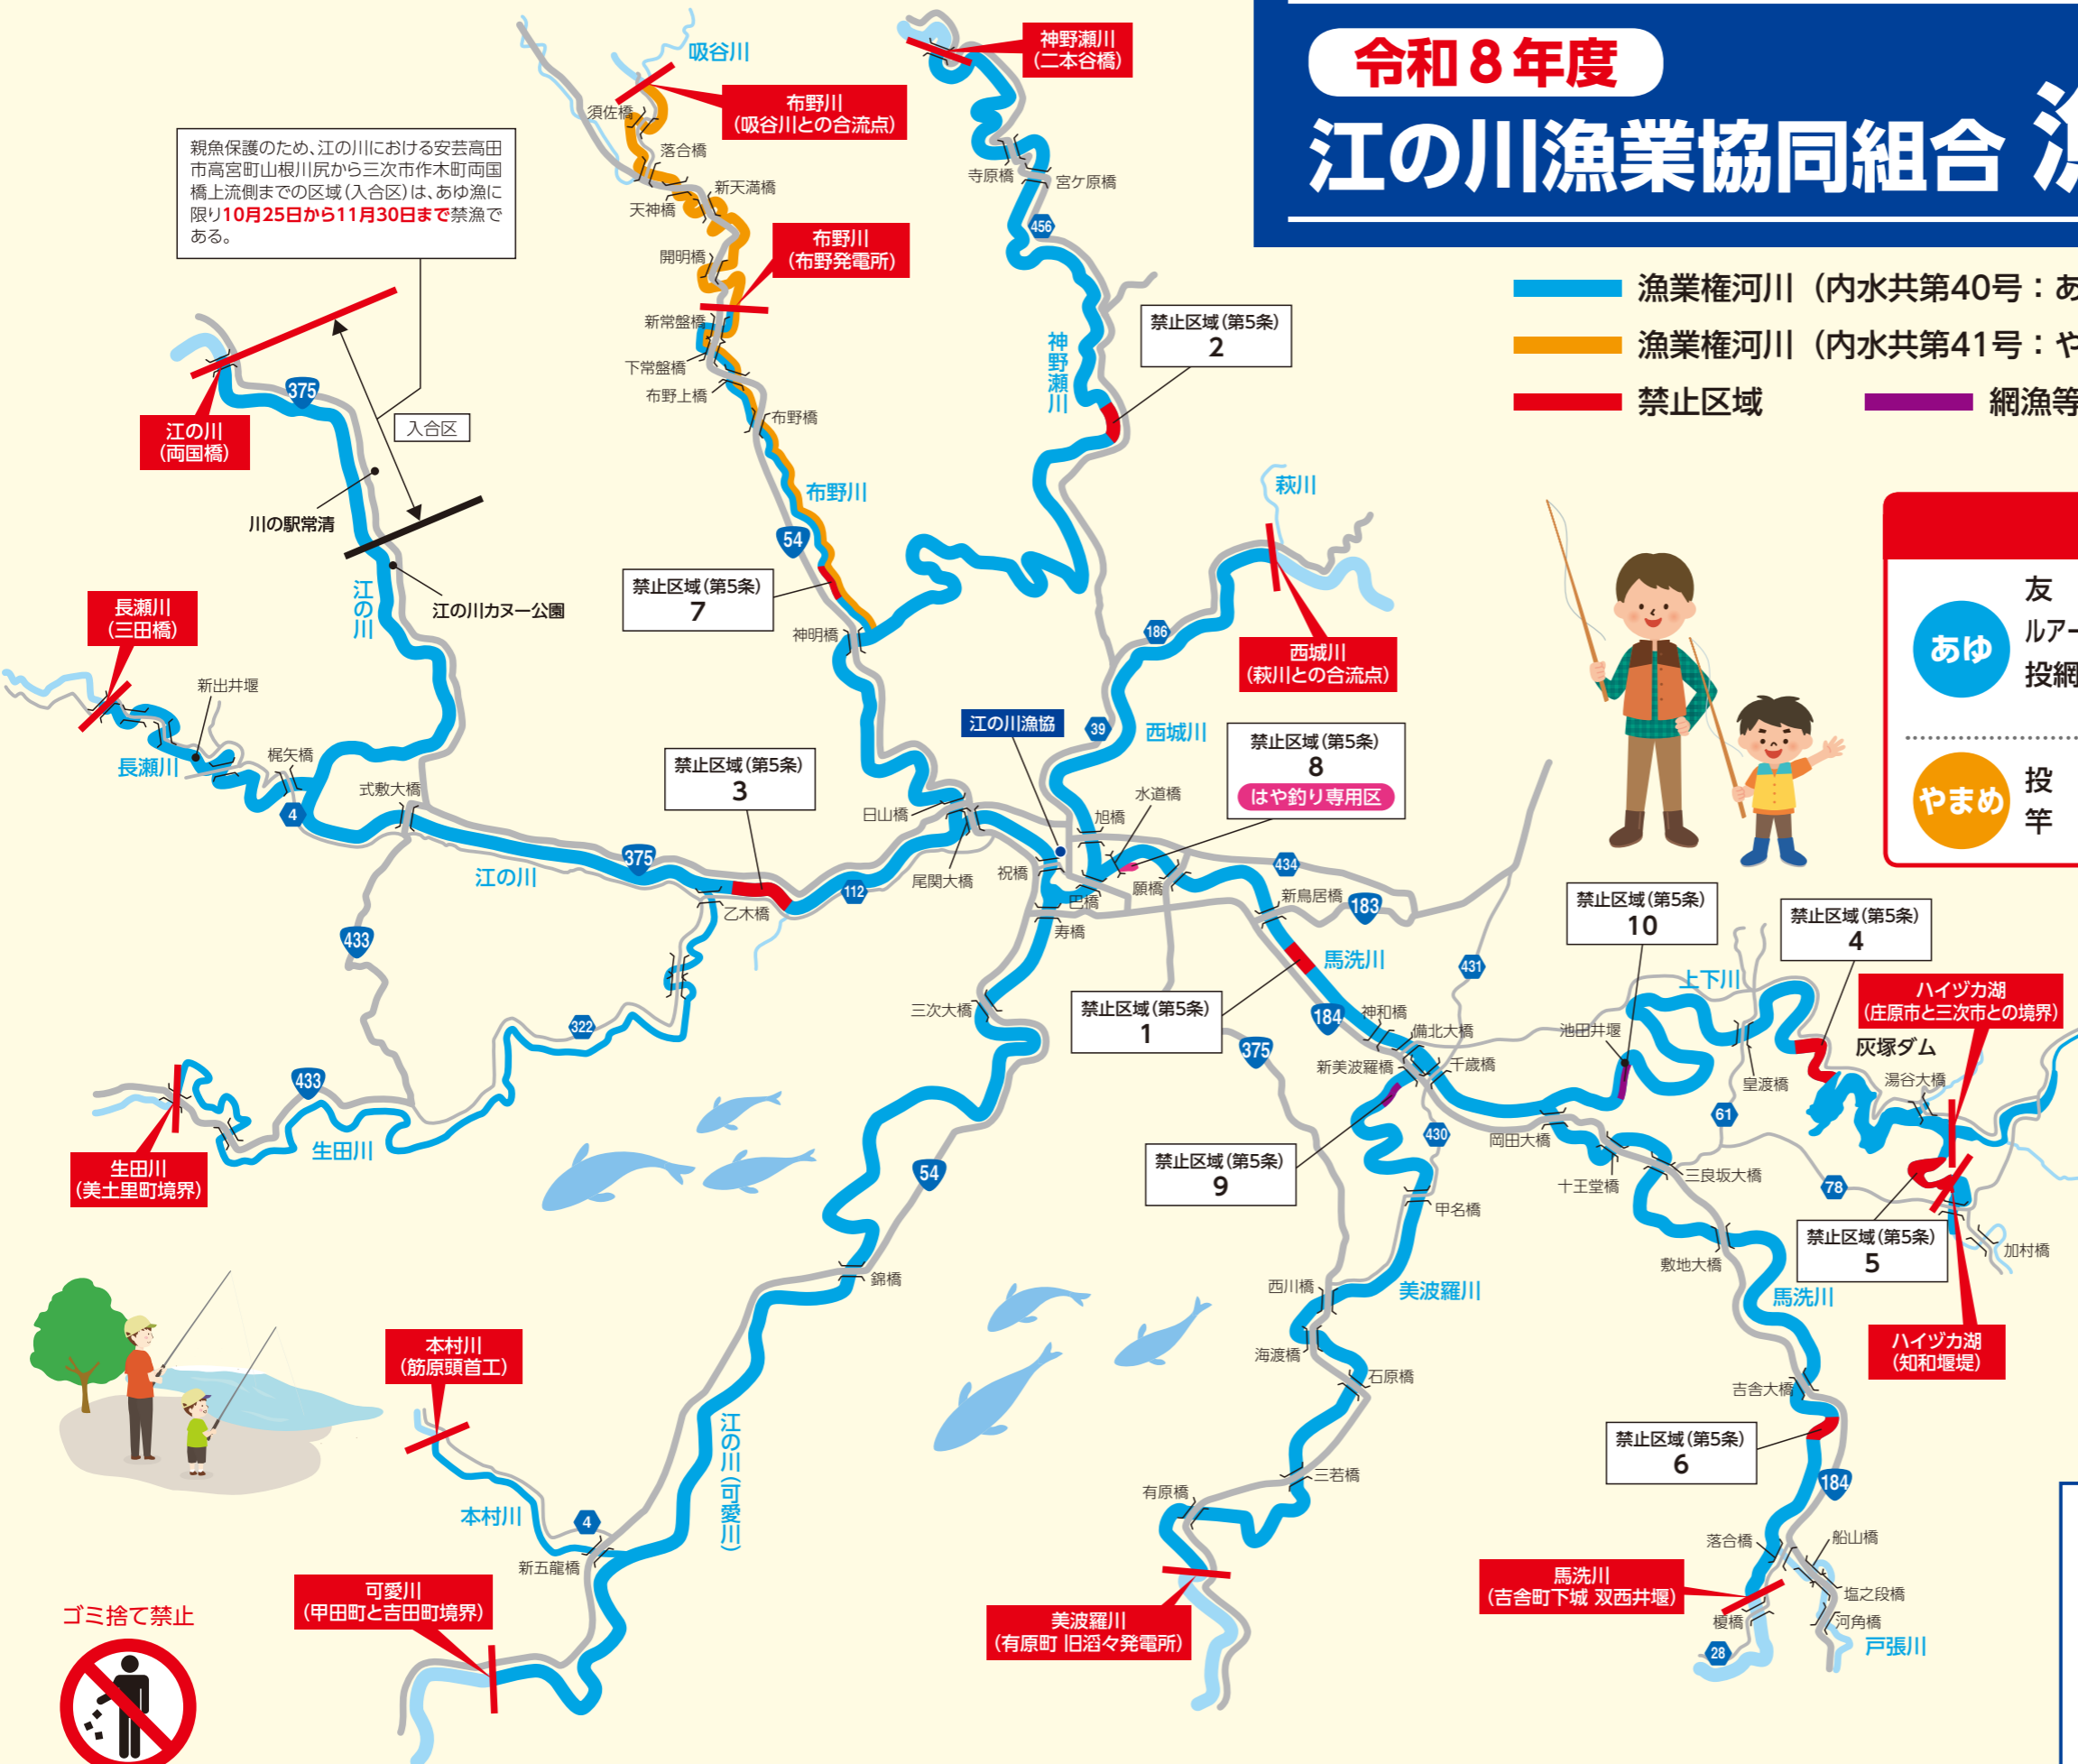 令和8年度
江の川漁業協同組合
漁業権河川（内水共第40号：あ
漁業権河川（内水共第41号：や
禁止区域
網漁等
親魚保護のため、江の川における安芸高田
市高宮町山根川尻から三次市作木町両国
橋上流側までの区域（入合区）は、あゆ漁に
限り10月25日から11月30日まで禁漁で
ある。
吹谷川
布野川
（吹谷川との合流点）
須佐橋
落合橋
新天満橋
天神橋
開明橋
布野川
（布野発電所）
新常盤橋
下常盤橋
布野上橋
布野橋
布野川
54
禁止区域（第5条）
7
神明橋
神野瀬川
（二本谷橋）
寺原橋
宮ケ原橋
456
神野瀬川
禁止区域（第5条）
2
萩川
西城川
（萩川との合流点）
186
39
西城川
江の川漁協
禁止区域（第5条）
8
はや釣り専用区
水道橋
旭橋
375
江の川
（両国橋）
入合区
川の駅常清
江の川カヌー公園
江の川
長瀬川
（三田橋）
新出井堰
長瀬川
梶矢橋
4
式敷大橋
江の川
375
禁止区域（第5条）
3
乙木橋
112
日山橋
尾関大橋
祝橋
巴橋
寿橋
願橋
434
新鳥居橋
183
馬洗川
禁止区域（第5条）
1
184
神和橋
備北大橋
新美波羅橋
千歳橋
431
375
430
禁止区域（第5条）
9
甲名橋
西川橋
美波羅川
海渡橋
石原橋
三若橋
有原橋
美波羅川
（有原町 旧滔々発電所）
433
322
433
生田川
生田川
（美土里町境界）
三次大橋
54
錦橋
江の川（可愛川）
本村川
（筋原頭首工）
本村川
4
新五龍橋
可愛川
（甲田町と吉田町境界）
ゴミ捨て禁止
禁止区域（第5条）
10
池田井堰
上下川
禁止区域（第5条）
4
ハイヅカ湖
（庄原市と三次市との境界）
灰塚ダム
湯谷大橋
皇渡橋
61
岡田大橋
十王堂橋
三良坂大橋
78
敷地大橋
禁止区域（第5条）
5
加村橋
馬洗川
ハイヅカ湖
（知和堰堤）
吉舎大橋
禁止区域（第5条）
6
184
落合橋
船山橋
馬洗川
（吉舎町下城 双西井堰）
塩之段橋
榎橋
河角橋
28
戸張川
あゆ
友
ルアー
投網
やまめ
投
竿